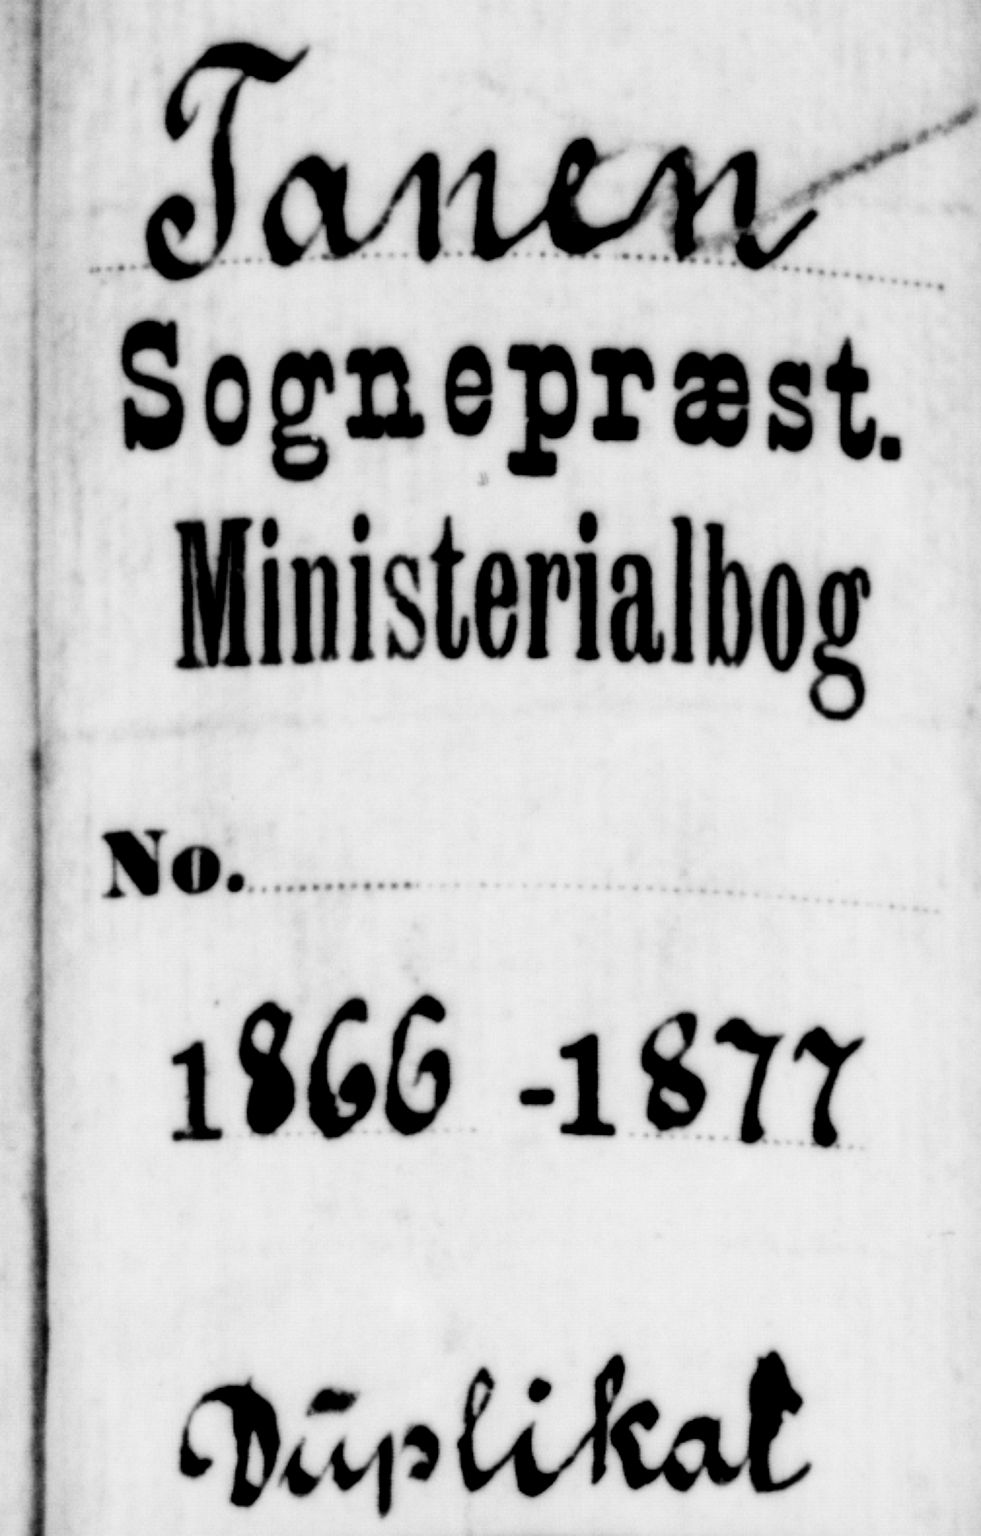 Tanen
Sognepræst.
Ministerialbog
No.
1866 - 1877
Duplikat